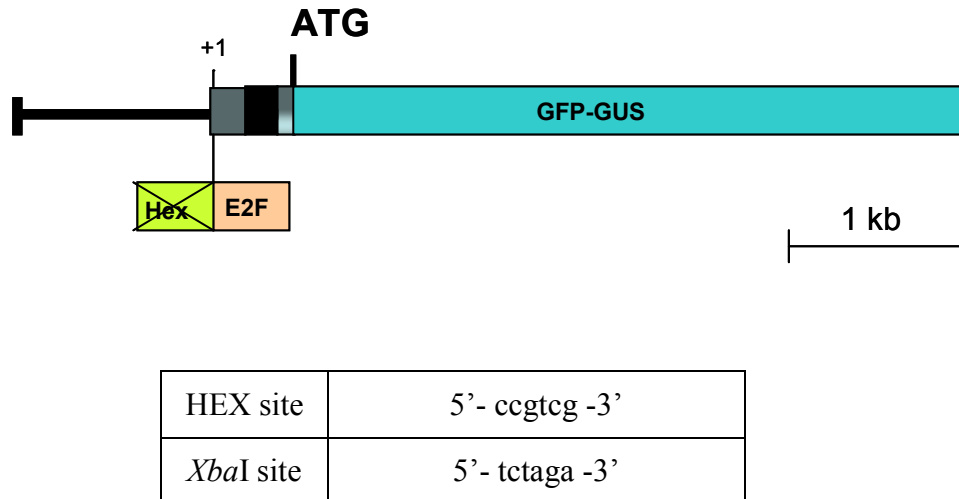 ATG
+1
GFP-GUS
Hex E2F
1 kb
HEX site 5’- ccgtcg -3’
XbaI site 5’- tctaga -3’